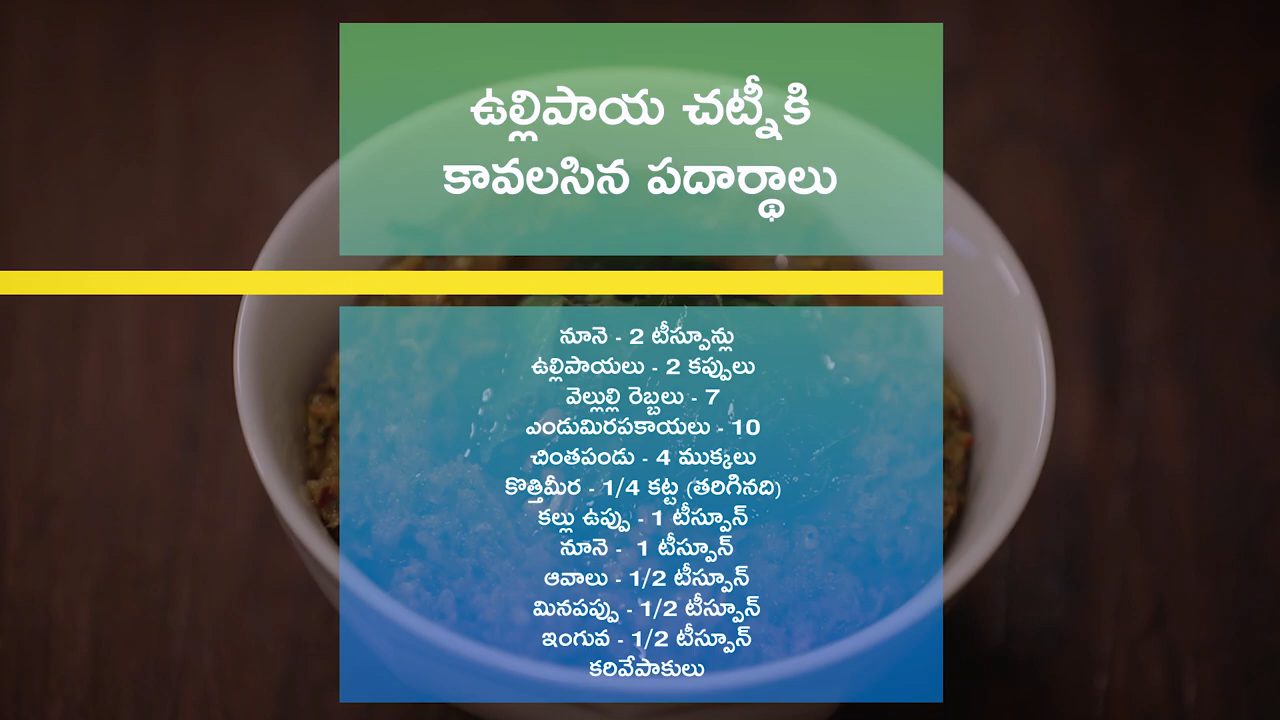 ఉల్లిపాయ చట్నీకి
కావలసిన పదార్థాలు
నూనె - 2 టీస్పూన్లు
ఉల్లిపాయలు - 2 కప్పులు
వెల్లుల్లి రెబ్బలు - 7
ఎండుమిరపకాయలు - 10
చింతపండు - 4 ముక్కలు
కొత్తిమీర - 1/4 కట్ట (తరిగినది)
కల్లు ఉప్పు - 1 టీస్పూన్
నూనె - 1 టీస్పూన్
ఆవాలు - 1/2 టీస్పూన్
మినపప్పు - 1/2 టీస్పూన్
ఇంగువ - 1/2 టీస్పూన్
కరివేపాకులు